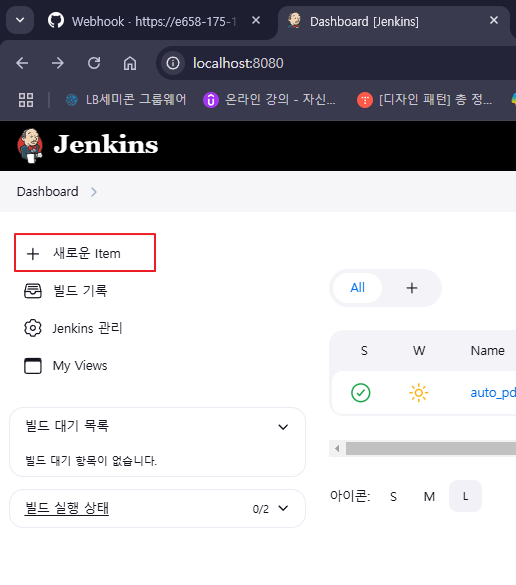 Webhook · https://e658-175-1
Dashboard [Jenkins]
localhost:8080
LB세미콘 그룹웨어
온라인 강의 - 자신...
[디자인 패턴] 총 정...
Jenkins
Dashboard
새로운 Item
빌드 기록
Jenkins 관리
My Views
All
S W Name
auto_pd
빌드 대기 목록
빌드 대기 항목이 없습니다.
아이콘: S M L
빌드 실행 상태 0/2